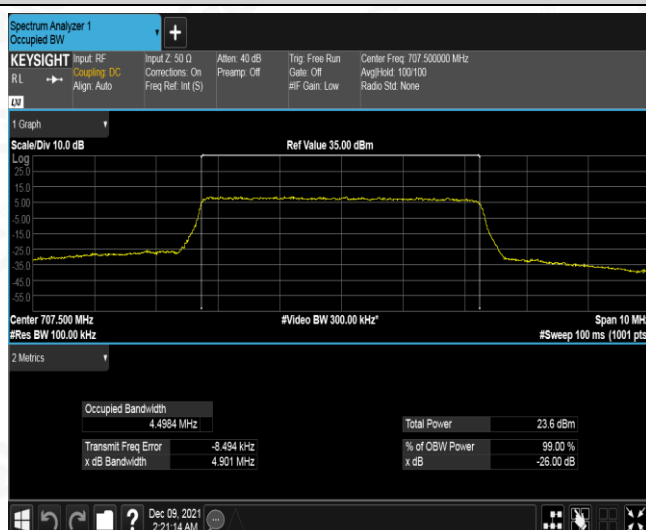 Spectrum Analyzer 1
Occupied BW
+
KEYSIGHT
RL
LXI
Input: RF
Coupling: DC
Align: Auto
Input Z: 50 Ω
Corrections: On
Freq Ref: Int (S)
Atten: 40 dB
Preamp: Off
Trig: Free Run
Gate: Off
#IF Gain: Low
Center Freq: 707.500000 MHz
Avg|Hold: 100/100
Radio Std: None
1 Graph
Scale/Div 10.0 dB
Ref Value 35.00 dBm
Log
25.0
15.0
5.00
-5.00
-15.0
-25.0
-35.0
-45.0
-55.0
Center 707.500 MHz
#Video BW 300.00 kHz*
Span 10 MHz
#Res BW 100.00 kHz
#Sweep 100 ms (1001 pts
2 Metrics
Occupied Bandwidth
4.4984 MHz
Total Power 23.6 dBm
Transmit Freq Error -8.494 kHz
% of OBW Power 99.00 %
x dB Bandwidth 4.901 MHz
x dB -26.00 dB
?
Dec 09, 2021
2:21:14 AM